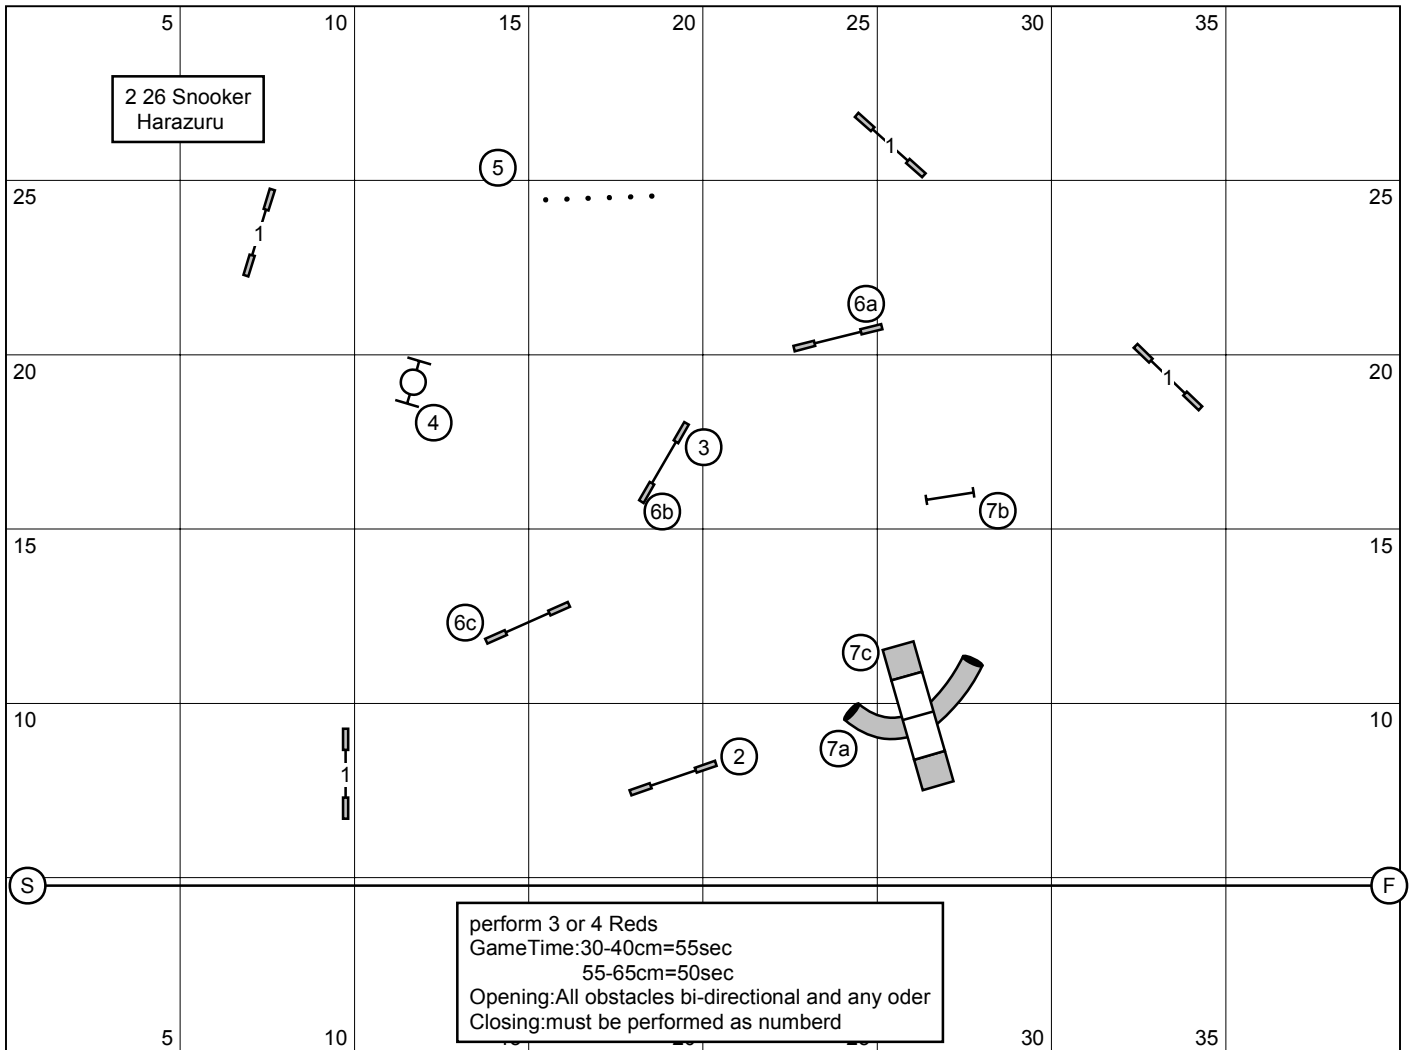 5 10 15 20 25 30 35
2 26 Snooker
Harazuru
1
5
25 25
1
6a
20 20
1
4
3
6b
7b
15 15
6c
7c
10 10
7a
2
1
S F
perform 3 or 4 Reds
GameTime:30-40cm=55sec
55-65cm=50sec
Opening:All obstacles bi-directional and any oder
Closing:must be performed as numberd
5 10 30 35